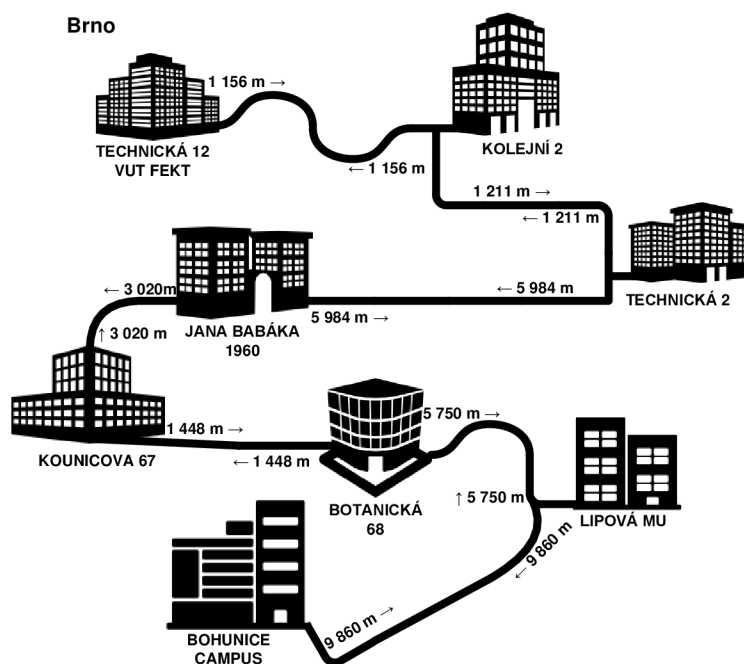 Brno
1 156 m →
TECHNICKÁ 12
VUT FEKT
KOLEJNÍ 2
← 1 156 m
1 211 m →
← 1 211 m
← 3 020m
← 5 984 m
TECHNICKÁ 2
5 984 m →
↑ 3 020 m
JANA BABÁKA
1960
1 448 m →
5 750 m →
KOUNICOVA 67
← 1 448 m
BOTANICKÁ
68
↑ 5 750 m
LIPOVÁ MU
← 9 860 m
9 860 m →
BOHUNICE
CAMPUS